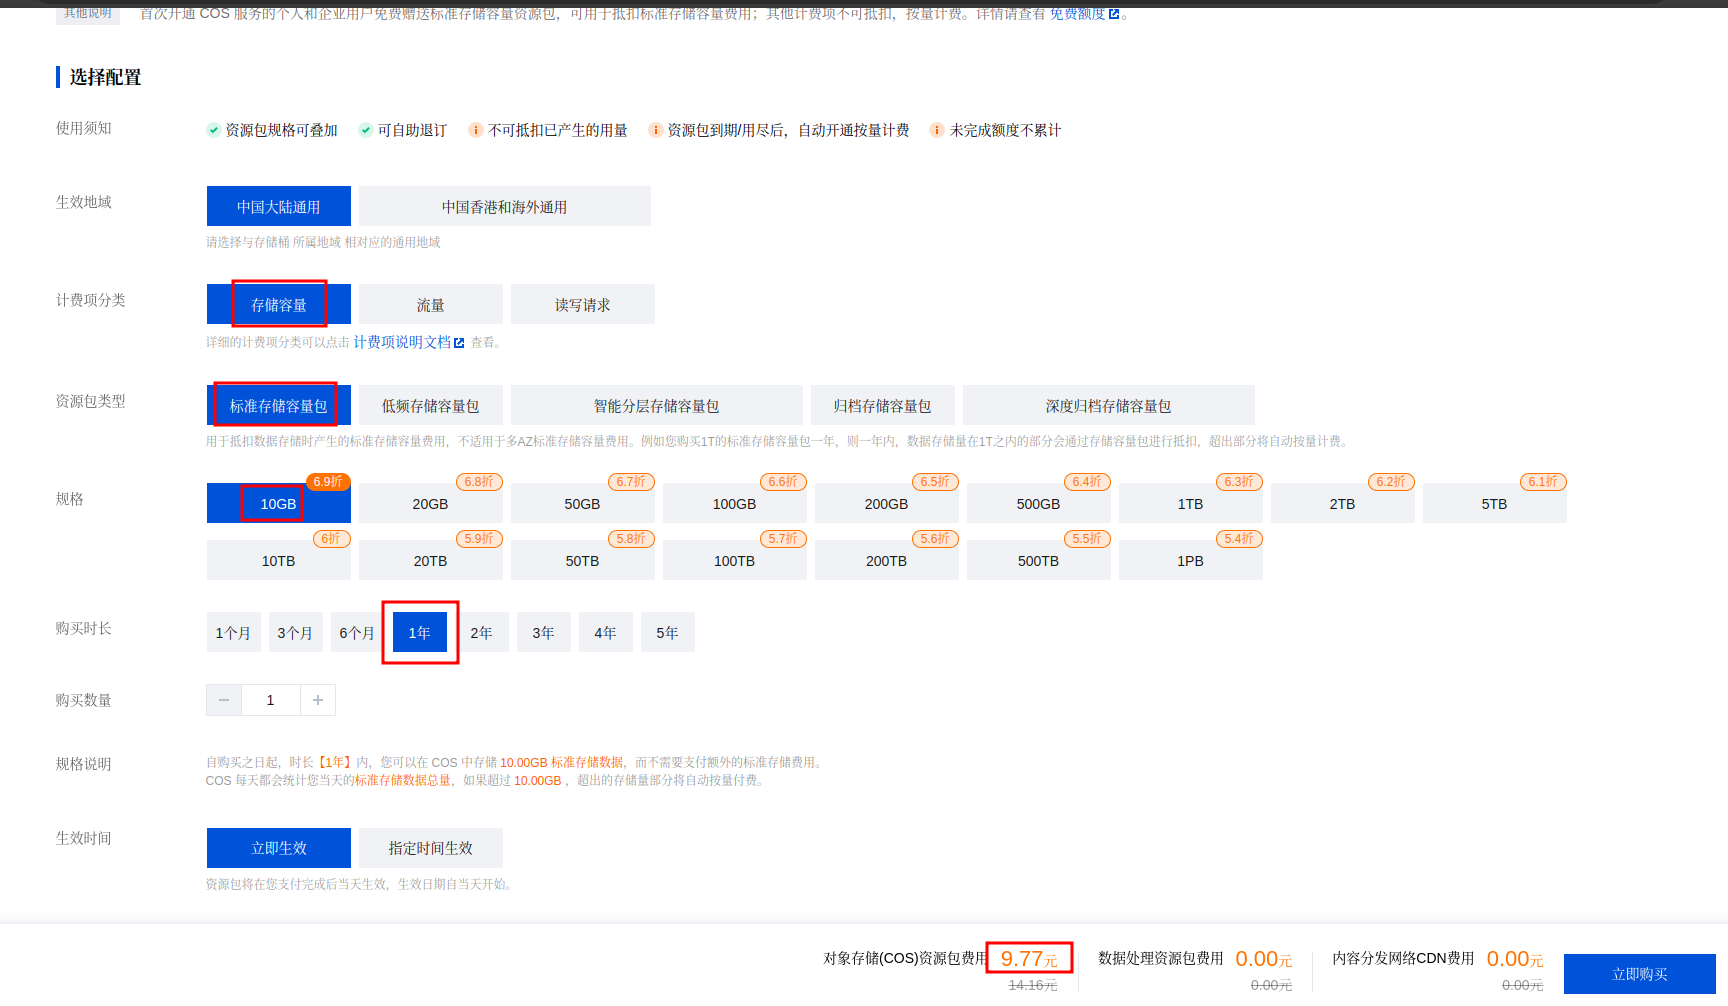 其他说明 首次开通 COS 服务的个人和企业用户免费赠送标准存储容量资源包，可用于抵扣标准存储容量费用；其他计费项不可抵扣，按量计费。详情请查看 免费额度。
选择配置
使用须知 资源包规格可叠加 可自助退订 不可抵扣已产生的用量 资源包到期/用尽后，自动开通按量计费 未完成额度不累计
生效地域 中国大陆通用 中国香港和海外通用
请选择与存储桶 所属地域 相对应的通用地域
计费项分类 存储容量 流量 读写请求
详细的计费项分类可以点击 计费项说明文档 查看。
资源包类型 标准存储容量包 低频存储容量包 智能分层存储容量包 归档存储容量包 深度归档存储容量包
用于抵扣数据存储时产生的标准存储容量费用，不适用于多AZ标准存储容量费用。例如您购买1T的标准存储容量包一年，则一年内，数据存储量在1T之内的部分会通过存储容量包进行抵扣，超出部分将自动按量计费。
6.9折 6.8折 6.7折 6.6折 6.5折 6.4折 6.3折 6.2折 6.1折
规格 10GB 20GB 50GB 100GB 200GB 500GB 1TB 2TB 5TB
6折 5.9折 5.8折 5.7折 5.6折 5.5折 5.4折
10TB 20TB 50TB 100TB 200TB 500TB 1PB
购买时长 1个月 3个月 6个月 1年 2年 3年 4年 5年
购买数量 − 1 +
规格说明 自购买之日起，时长【1年】内，您可以在 COS 中存储 10.00GB 标准存储数据，而不需要支付额外的标准存储费用。
COS 每天都会统计您当天的标准存储数据总量，如果超过 10.00GB ，超出的存储量部分将自动按量付费。
生效时间 立即生效 指定时间生效
资源包将在您支付完成后当天生效，生效日期自当天开始。
对象存储(COS)资源包费用 9.77元 数据处理资源包费用 0.00元 内容分发网络CDN费用 0.00元 立即购买
14.16元 0.00元 0.00元